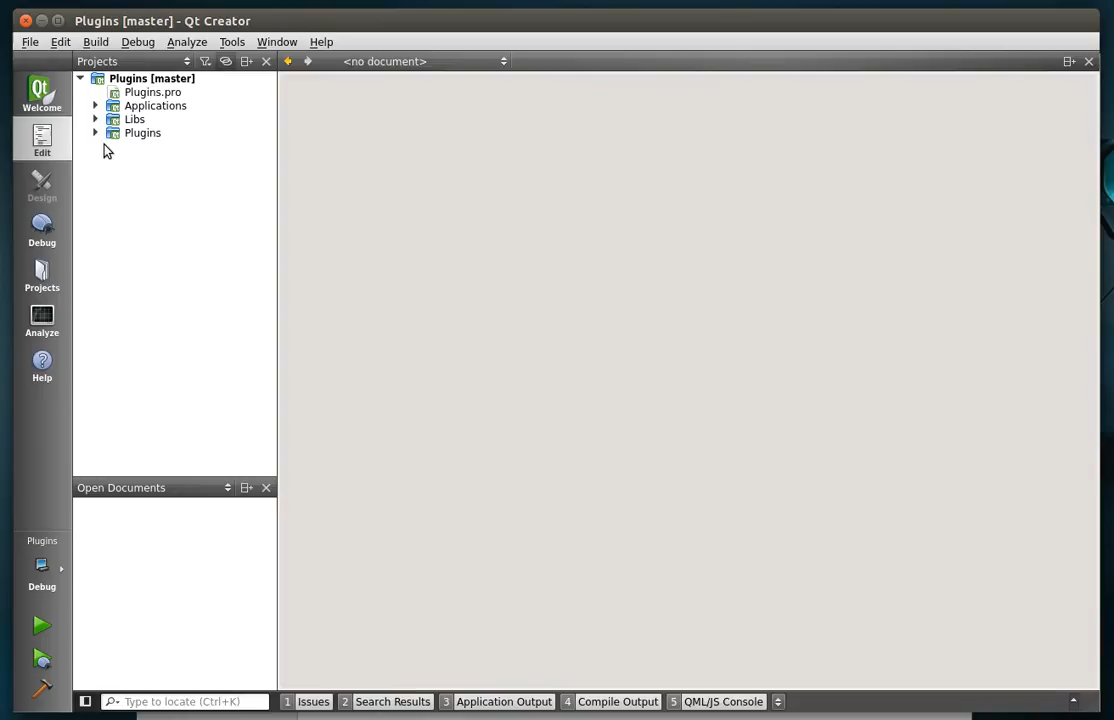 Plugins [master] - Qt Creator
File Edit Build Debug Analyze Tools Window Help
Projects <no document>
Plugins [master]
Plugins.pro
Applications
Libs
Plugins
Qt
Welcome
Edit
Design
Debug
Projects
Analyze
Help
Open Documents
Plugins
Debug
Type to locate (Ctrl+K) 1 Issues 2 Search Results 3 Application Output 4 Compile Output 5 QML/JS Console